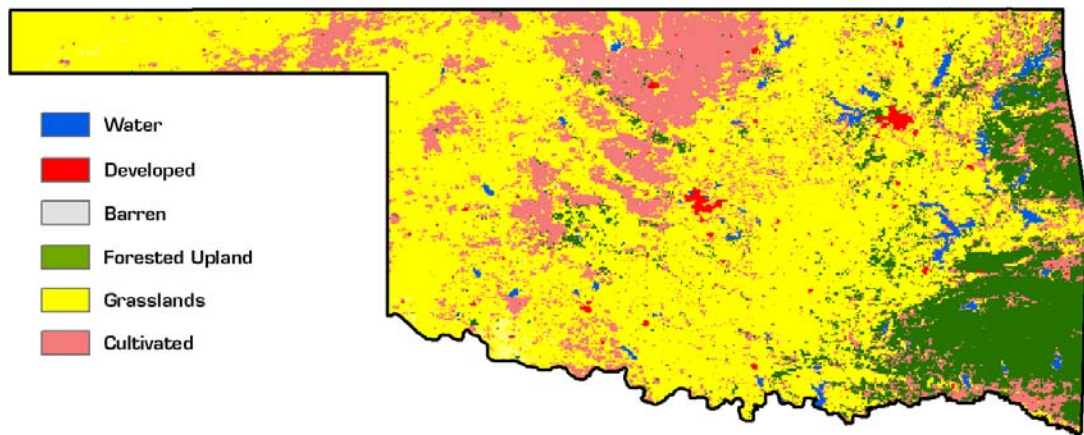 Water
Developed
Barren
Forested Upland
Grasslands
Cultivated